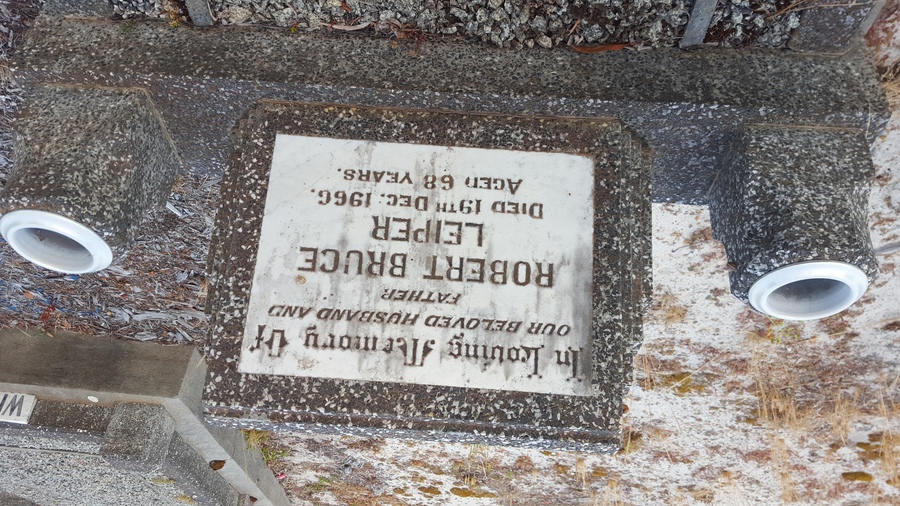 In Loving Memory Of
OUR BELOVED HUSBAND AND
FATHER
ROBERT BRUCE
LEIPER
DIED 19TH DEC. 1966.
AGED 68 YEARS.